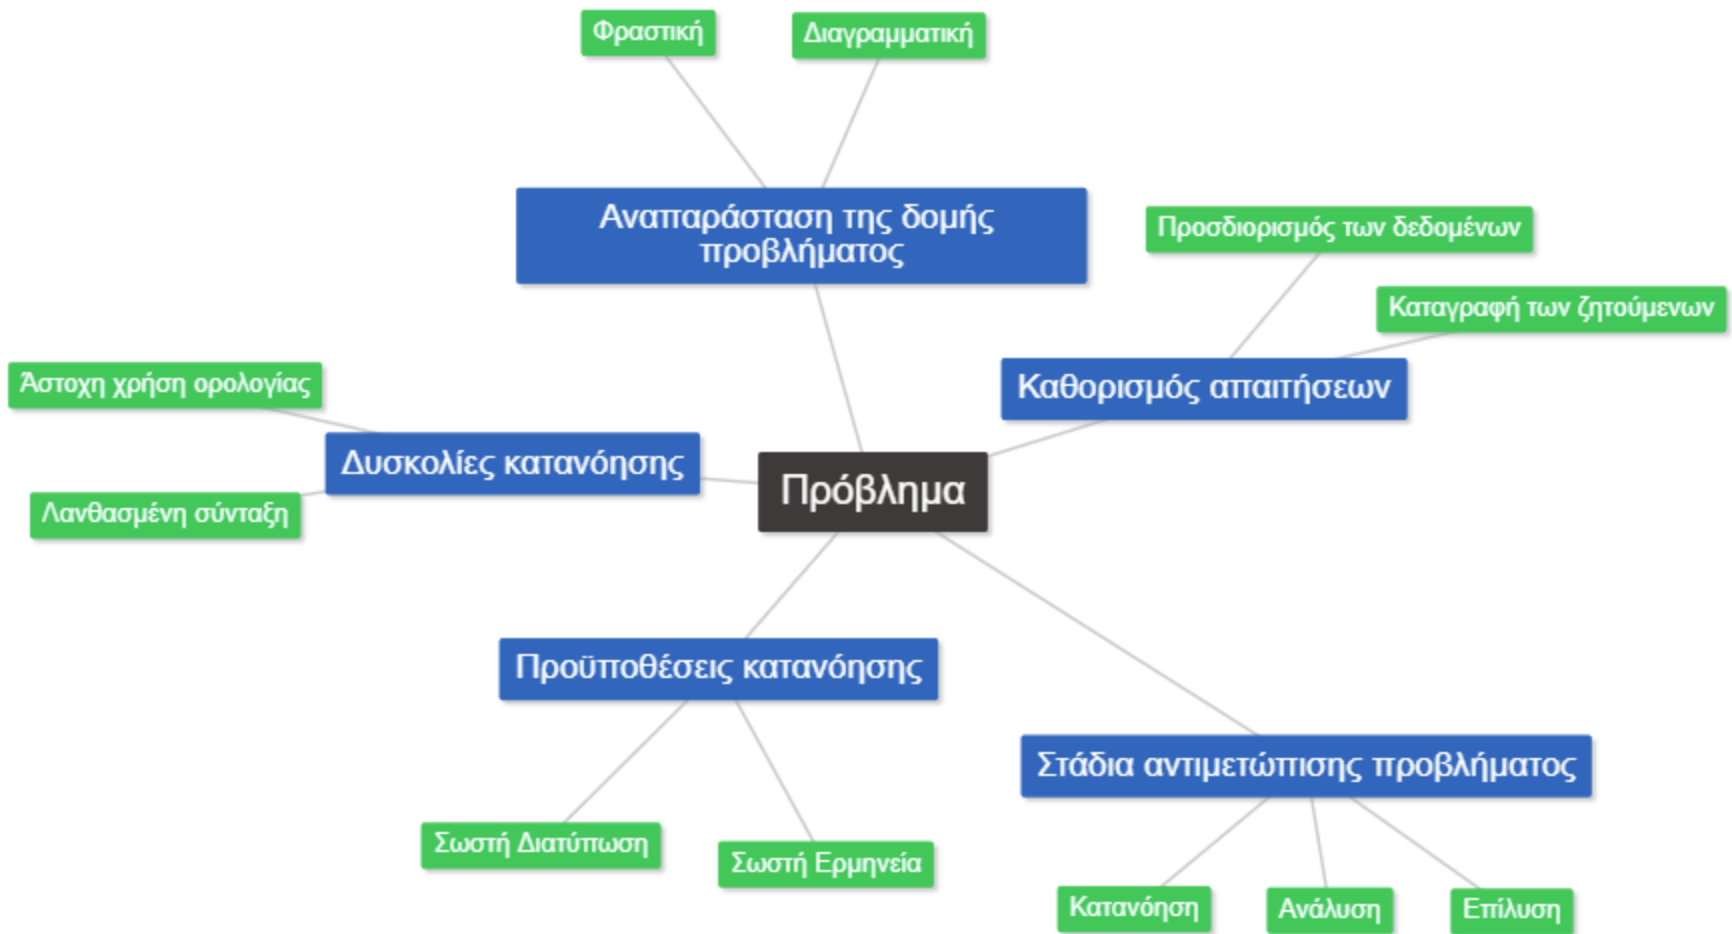 Φραστική
Διαγραμματική
Αναπαράσταση της δομής
προβλήματος
Προσδιορισμός των δεδομένων
Καταγραφή των ζητούμενων
Καθορισμός απαιτήσεων
Άστοχη χρήση ορολογίας
Δυσκολίες κατανόησης
Λανθασμένη σύνταξη
Πρόβλημα
Προϋποθέσεις κατανόησης
Σωστή Διατύπωση
Σωστή Ερμηνεία
Στάδια αντιμετώπισης προβλήματος
Κατανόηση
Ανάλυση
Επίλυση